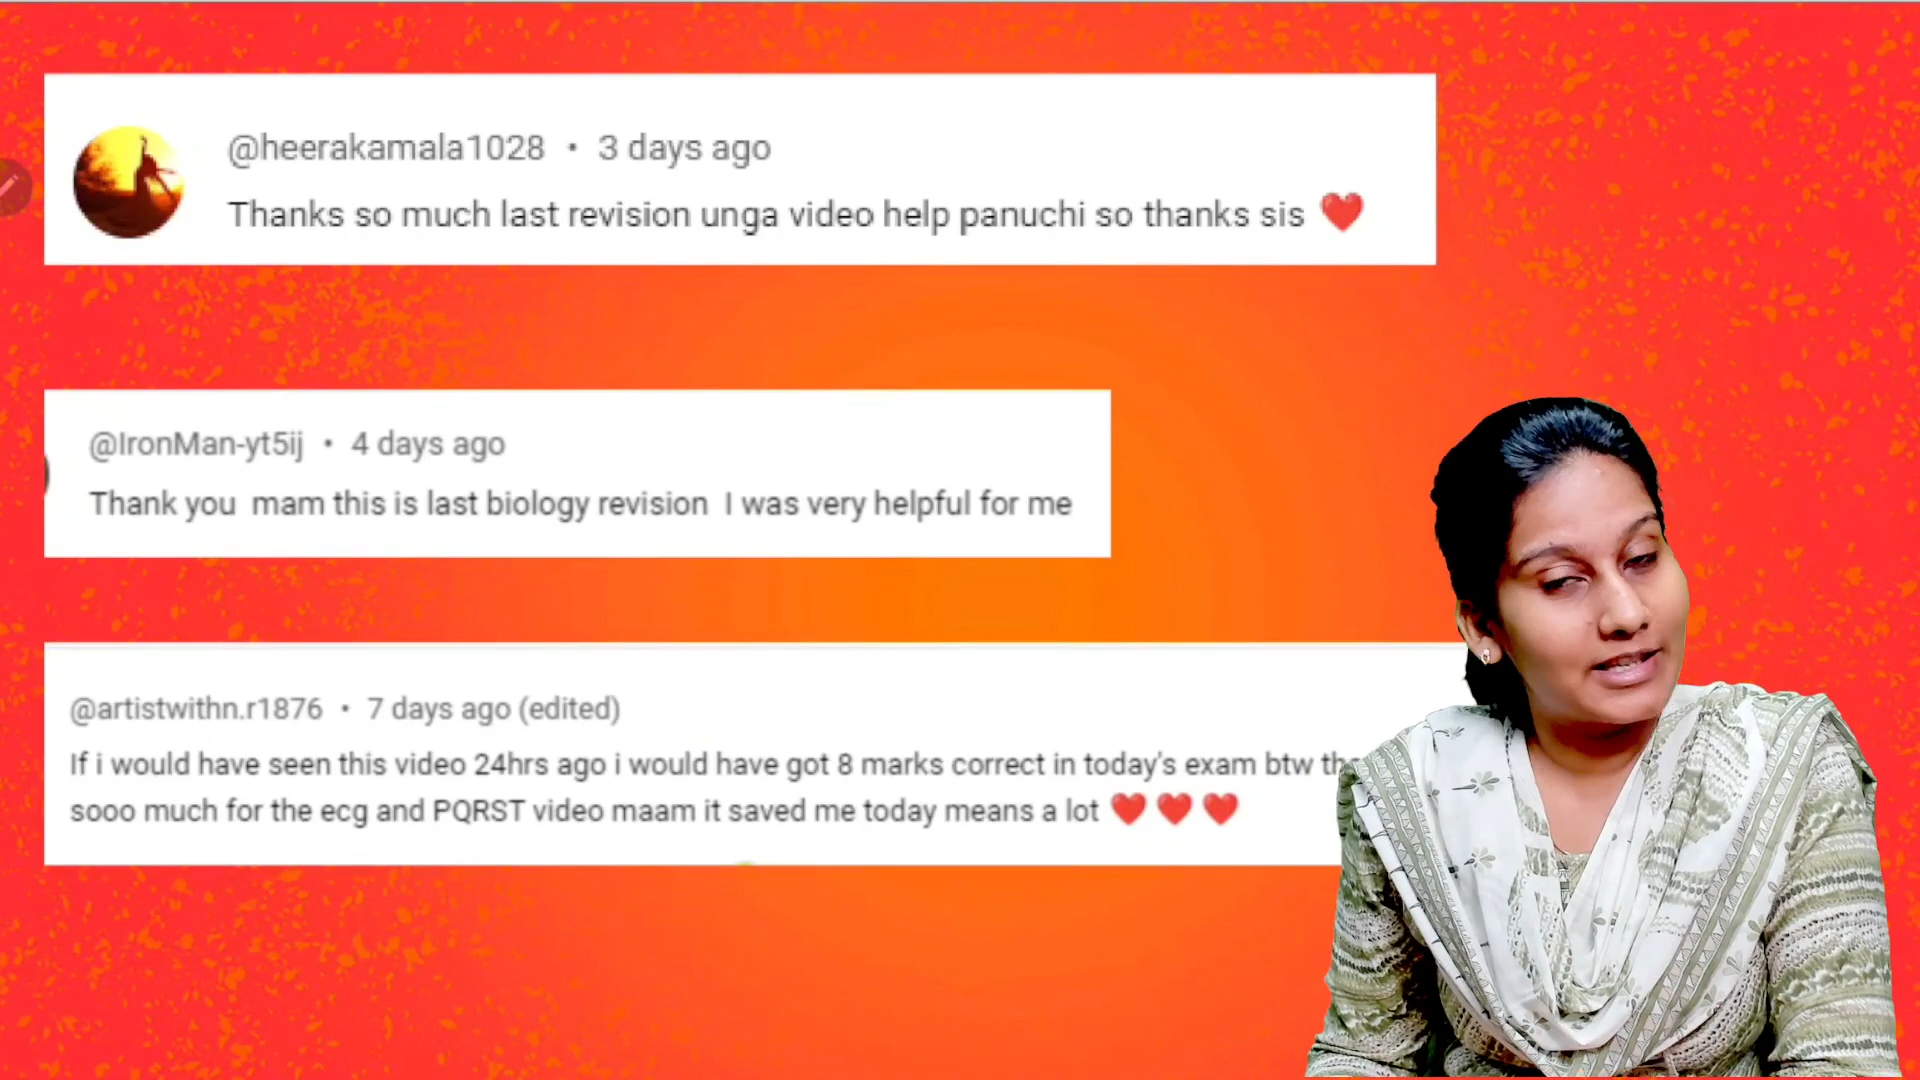 @heerakamala1028 • 3 days ago
Thanks so much last revision unga video help panuchi so thanks sis ❤️
@IronMan-yt5ij • 4 days ago
Thank you mam this is last biology revision I was very helpful for me
@artistwithn.r1876 • 7 days ago (edited)
If i would have seen this video 24hrs ago i would have got 8 marks correct in today's exam btw
sooo much for the ecg and PQRST video maam it saved me today means a lot ❤️❤️❤️